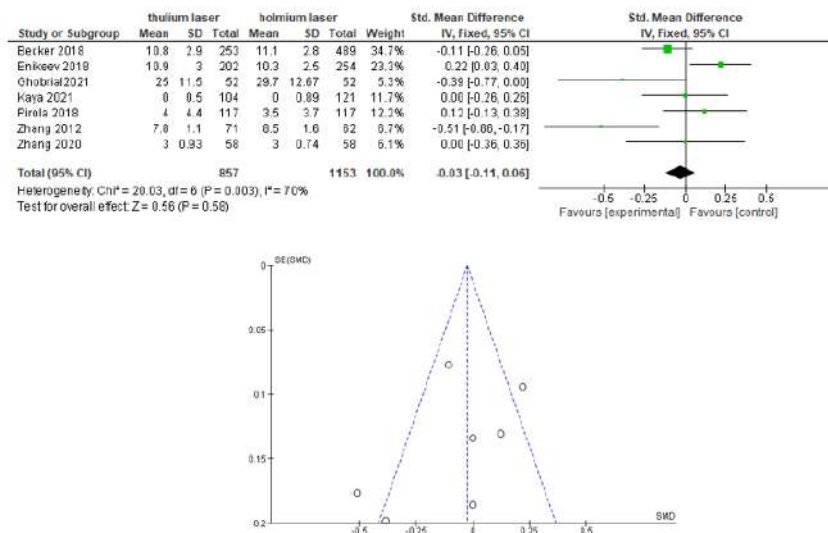 thulium laser holmium laser Std. Mean Difference Std. Mean Difference
Study or Subgroup Mean SD Total Mean SD Total Weight IV, Fixed, 95% CI IV, Fixed, 95% CI
Becker 2018 10.8 2.9 253 11.1 2.8 489 34.7% -0.11 [-0.26, 0.05]
Enikeev 2018 10.9 3 202 10.3 2.5 254 23.3% 0.22 [0.03, 0.40]
Ghobrial2021 25 11.5 52 29.7 12.67 52 5.3% -0.39 [-0.77, 0.00]
Kaya 2021 0 0.5 104 0 0.89 121 11.7% 0.00 [-0.26, 0.26]
Pirola 2018 4 4.4 117 3.5 3.7 117 0.12 [-0.13, 0.38]
Zhang 2012 1.1 71 1.6 62 -0.51 [-0.86, -0.17]
Zhang 2020 3 0.93 58 3 0.74 58 0.00 [-0.36, 0.36]
Total (95% CI) 857 1153 100.0% -0.03 [-0.11, 0.06]
Heterogeneity: Chi² = 20.03, df = 6 (P = 0.003); I² = 70%
Test for overall effect: Z = 0.56 (P = 0.58)
-0.5 -0.25 0 0.25 0.5
Favours [experimental] Favours [control]
SE(SMD)
0
0.05
0.1
0.15
0.2
SMD
-0.5 -0.25 0 0.25 0.5